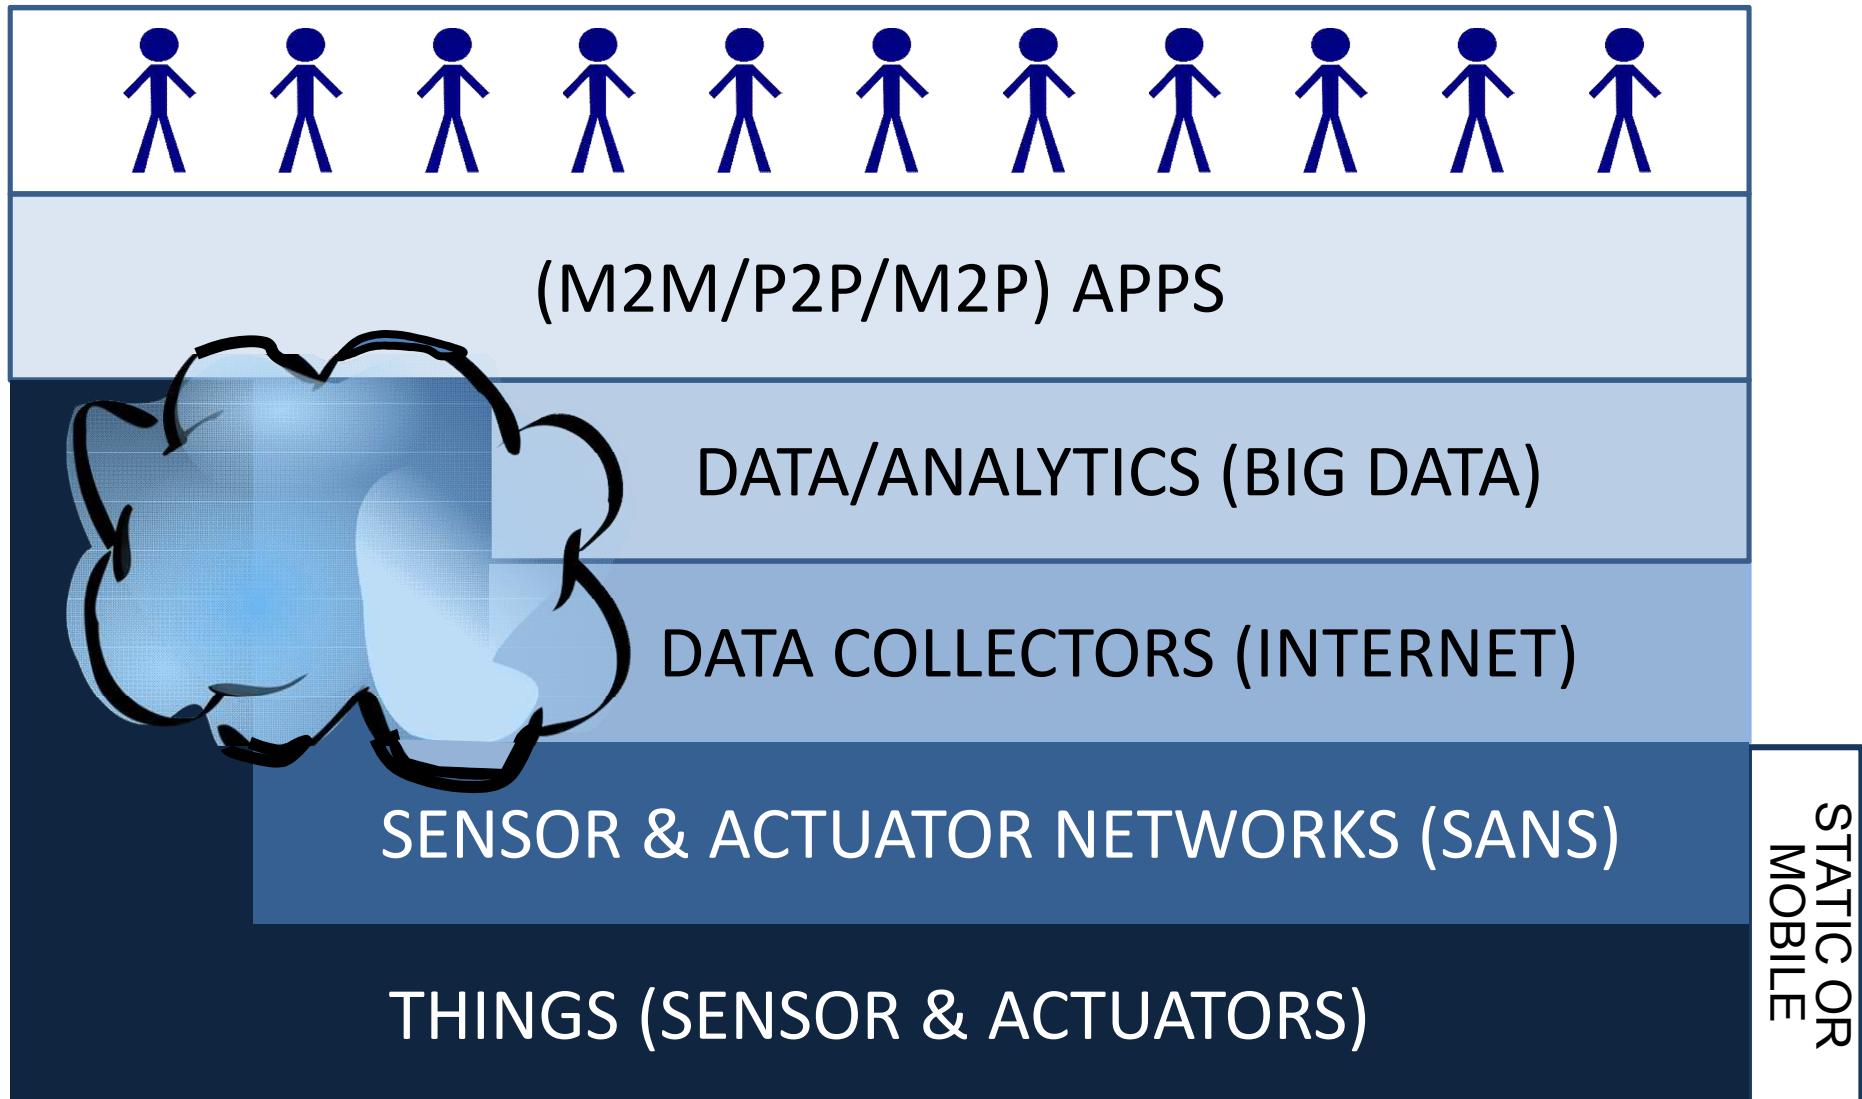 (M2M/P2P/M2P) APPS
DATA/ANALYTICS (BIG DATA)
DATA COLLECTORS (INTERNET)
SENSOR & ACTUATOR NETWORKS (SANS)
THINGS (SENSOR & ACTUATORS)
STATIC OR
MOBILE